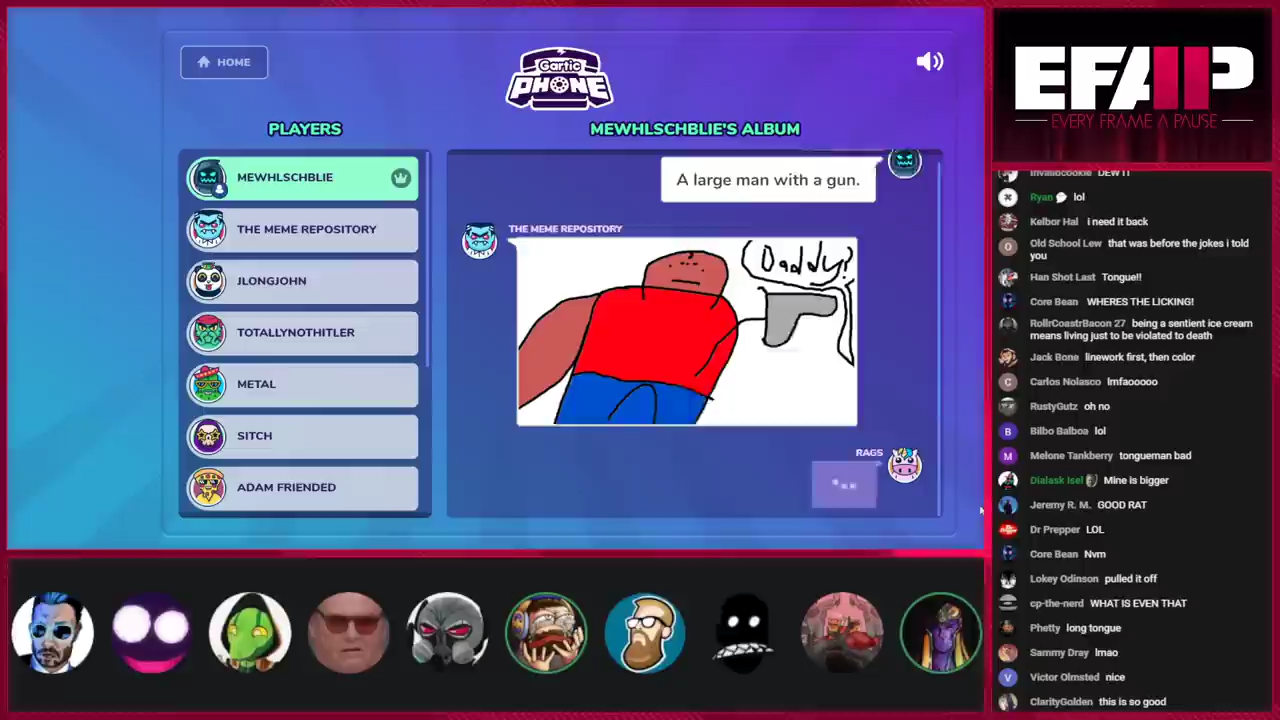 HOME
Gartic
PHONE
PLAYERS
MEWHLSCHBLIE'S ALBUM
MEWHLSCHBLIE
THE MEME REPOSITORY
JLONGJOHN
TOTALLYNOTHITLER
METAL
SITCH
ADAM FRIENDED
A large man with a gun.
THE MEME REPOSITORY
Daddy?
RAGS
EFAP
EVERY FRAME A PAUSE
Invalidcookie DEW IT
Ryan lol
Kelbor Hal i need it back
Old School Lew that was before the jokes i told
you
Han Shot Last Tongue!!
Core Bean WHERES THE LICKING!
RollrCoastrBacon 27 being a sentient ice cream
means living just to be violated to death
Jack Bone linework first, then color
Carlos Nolasco lmfaooooo
RustyGutz oh no
Bilbo Balboa lol
Melone Tankberry tongueman bad
Dialask Isel Mine is bigger
Jeremy R. M. GOOD RAT
Dr Prepper LOL
Core Bean Nvm
Lokey Odinson pulled it off
cp-the-nerd WHAT IS EVEN THAT
Phetty long tongue
Sammy Dray lmao
Victor Olmsted nice
ClarityGolden this is so good